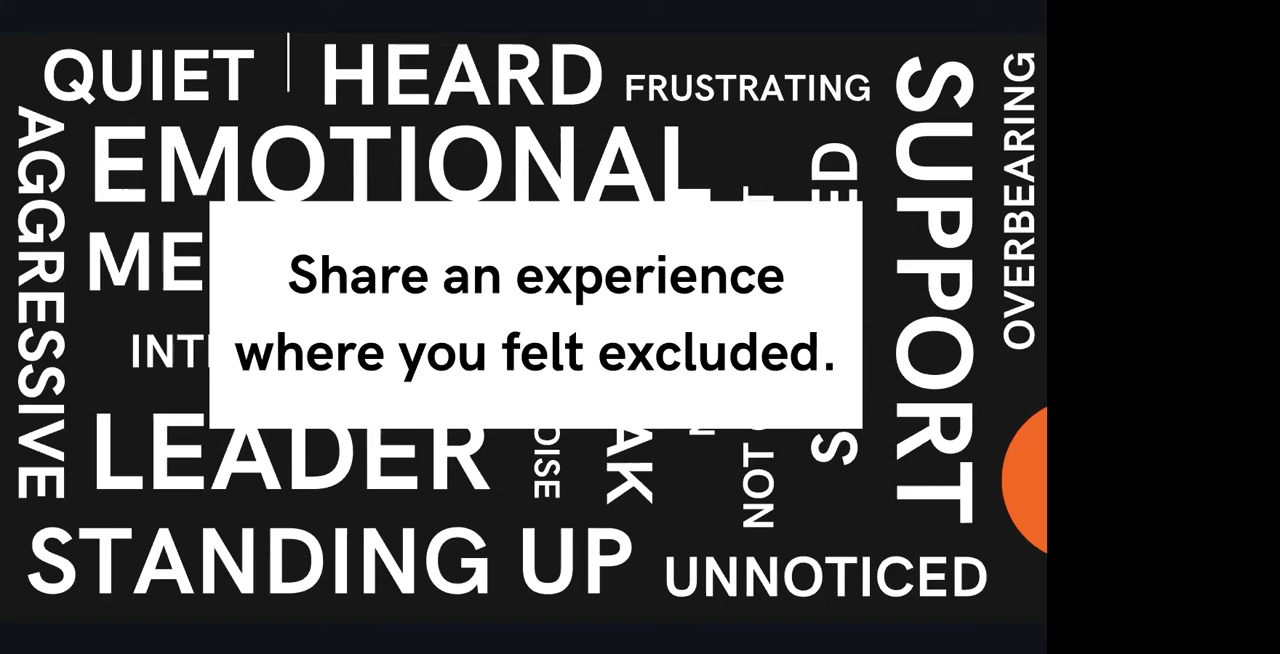 QUIET
HEARD
FRUSTRATING
SUPPORT
OVERBEARING
AGGRESSIVE
EMOTIONAL
Share an experience
where you felt excluded.
LEADER
NOT
STANDING UP
UNNOTICED